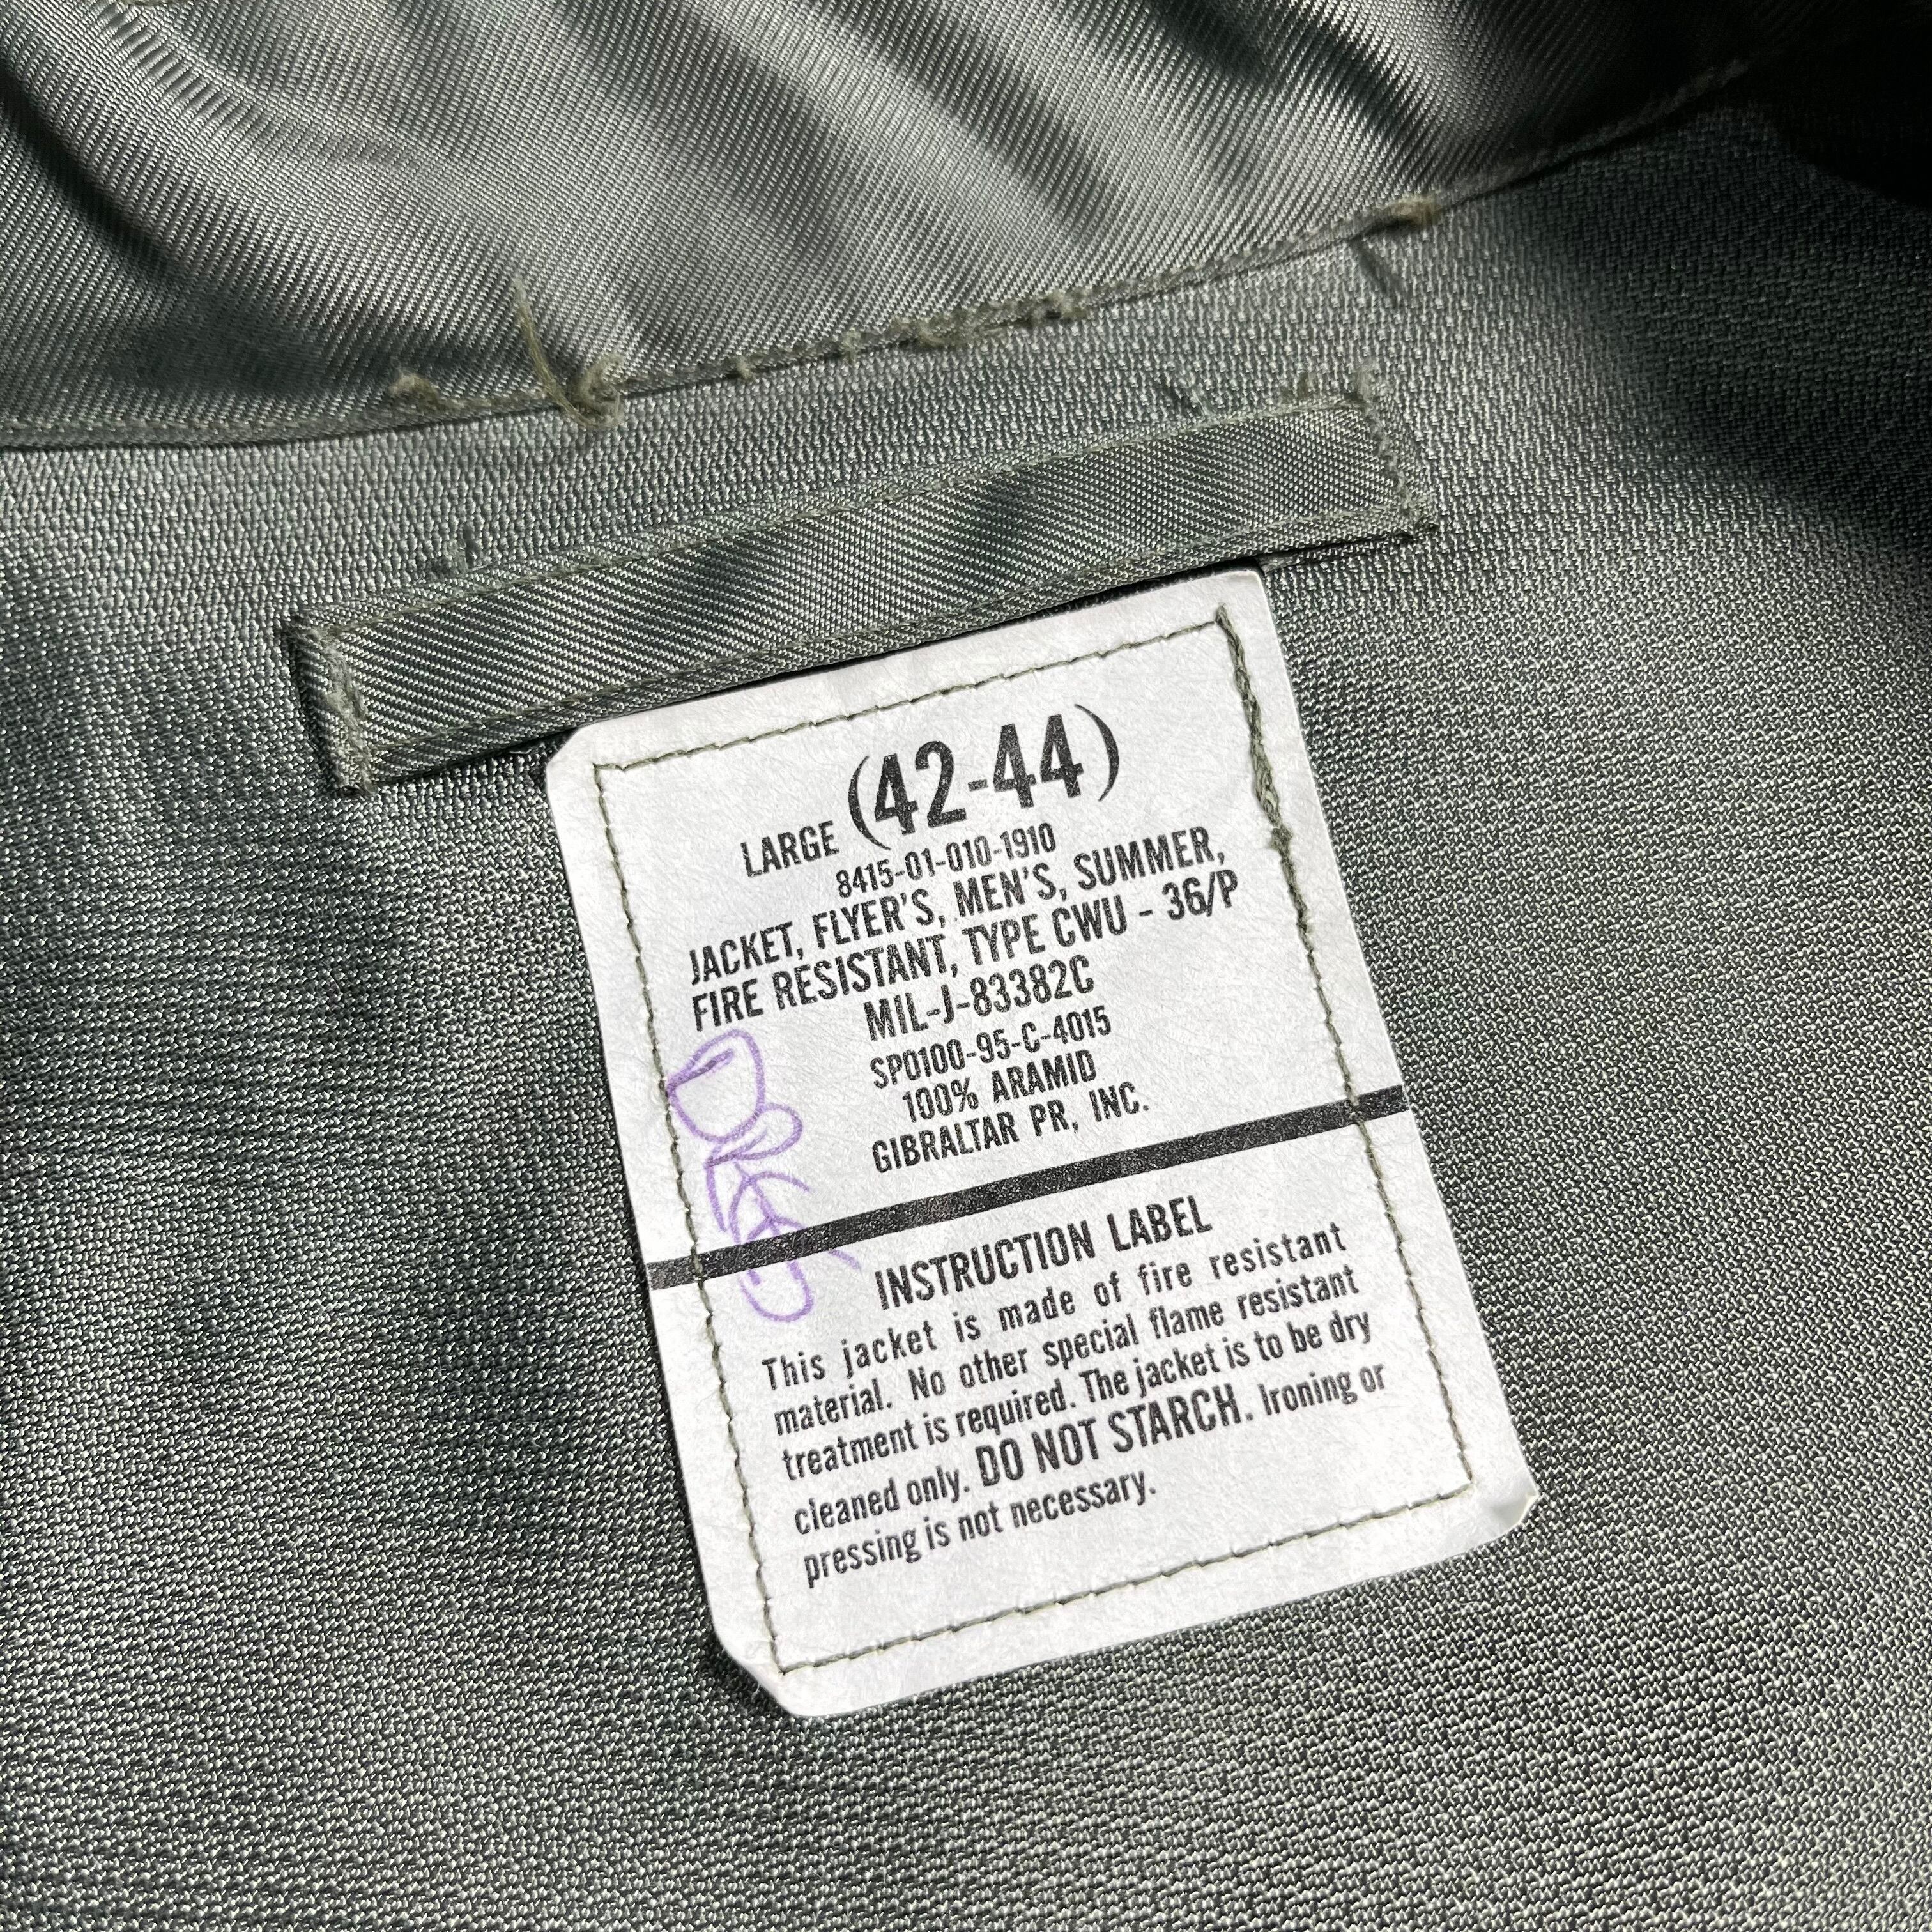 LARGE (42-44)
8415-01-010-1910
JACKET, FLYER'S, MEN'S, SUMMER,
FIRE RESISTANT, TYPE CWU - 36/P
MIL-J-83382C
SPO100-95-C-4015
100% ARAMID
GIBRALTAR PR, INC.
INSTRUCTION LABEL
This jacket is made of fire resistant
material. No other special flame resistant
treatment is required. The jacket is to be dry
cleaned only. DO NOT STARCH. Ironing or
pressing is not necessary.